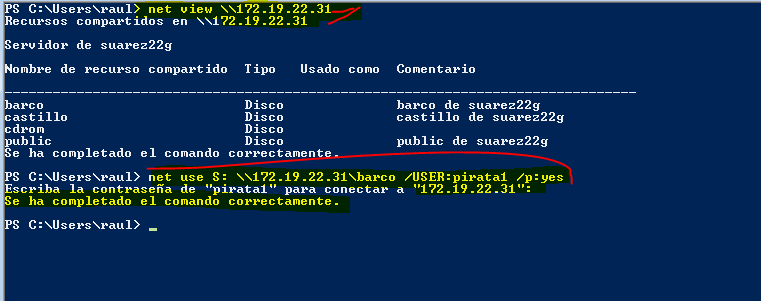 PS C:\Users\raul> net view \\172.19.22.31
Recursos compartidos en \\172.19.22.31
Servidor de suarez22g
Nombre de recurso compartido  Tipo   Usado como  Comentario
-------------------------------------------------------------------------------
barco                         Disco              barco de suarez22g
castillo                      Disco              castillo de suarez22g
cdrom                         Disco
public                        Disco              public de suarez22g
Se ha completado el comando correctamente.
PS C:\Users\raul> net use S: \\172.19.22.31\barco /USER:pirata1 /p:yes
Escriba la contraseña de "pirata1" para conectar a "172.19.22.31":
Se ha completado el comando correctamente.
PS C:\Users\raul> _